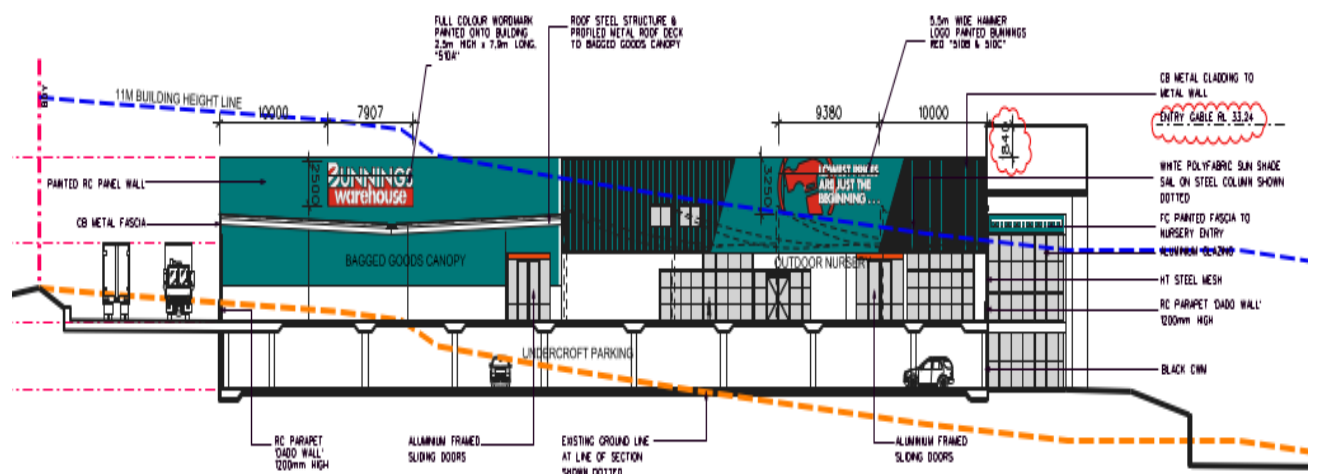 FULL COLOUR WORDMARK
PAINTED ONTO BUILDING
2.5m HIGH x 7.9m LONG.
"S10A"
ROOF STEEL STRUCTURE &
PROFILED METAL ROOF DECK
TO BAGGED GOODS CANOPY
5.5m WIDE HAMMER
LOGO PAINTED BUNNINGS
RED "S10B & S10C"
BDY
11M BUILDING HEIGHT LINE
10000
7907
9380
10000
CB METAL CLADDING TO
METAL WALL
ENTRY GABLE RL 33.24
840
PAINTED RC PANEL WALL
2500
BUNNINGS
warehouse
3250
LOWEST PRICES
ARE JUST THE
BEGINNING...
WHITE POLYFABRIC SUN SHADE
SAIL ON STEEL COLUMN SHOWN
DOTTED
CB METAL FASCIA
FC PAINTED FASCIA TO
NURSERY ENTRY
ALUMINIUM GLAZING
BAGGED GOODS CANOPY
OUTDOOR NURSERY
HT STEEL MESH
RC PARAPET 'DADO WALL'
1200mm HIGH
UNDERCROFT PARKING
BLACK CWM
RC PARAPET
'DADO WALL'
1200mm HIGH
ALUMINIUM FRAMED
SLIDING DOORS
EXISTING GROUND LINE
AT LINE OF SECTION
SHOWN DOTTED
ALUMINIUM FRAMED
SLIDING DOORS